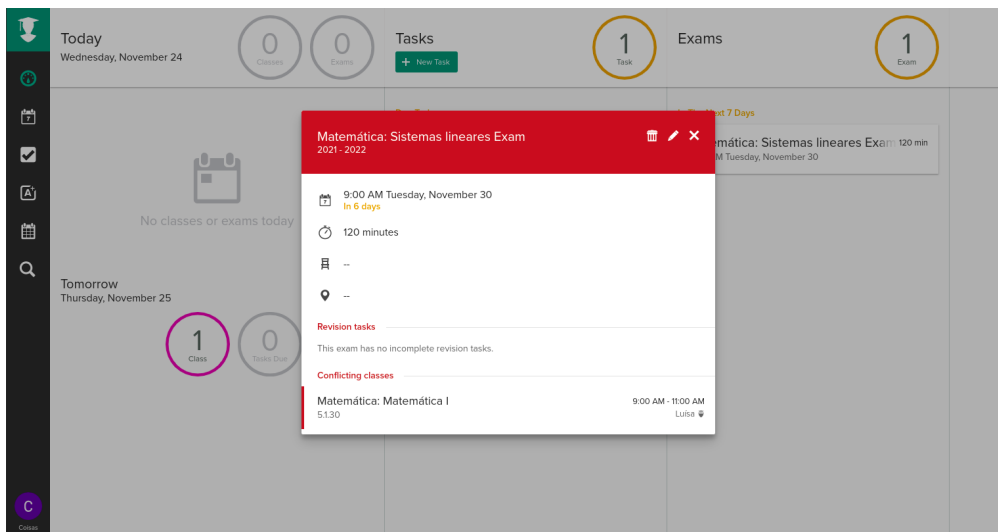 Today
Wednesday, November 24
0
Classes
0
Exams
Tasks
+ New Task
1
Task
Exams
1
Exam
7
No classes or exams today
Tomorrow
Thursday, November 25
1
Class
0
Tasks Due
Next 7 Days
Matemática: Sistemas lineares Exam
2021 - 2022
9:00 AM Tuesday, November 30
In 6 days
120 minutes
--
--
Revision tasks
This exam has no incomplete revision tasks.
Conflicting classes
Matemática: Matemática I
9:00 AM - 11:00 AM
5.1.30
Luísa
emática: Sistemas lineares Exam
120 min
M Tuesday, November 30
C
Coisas